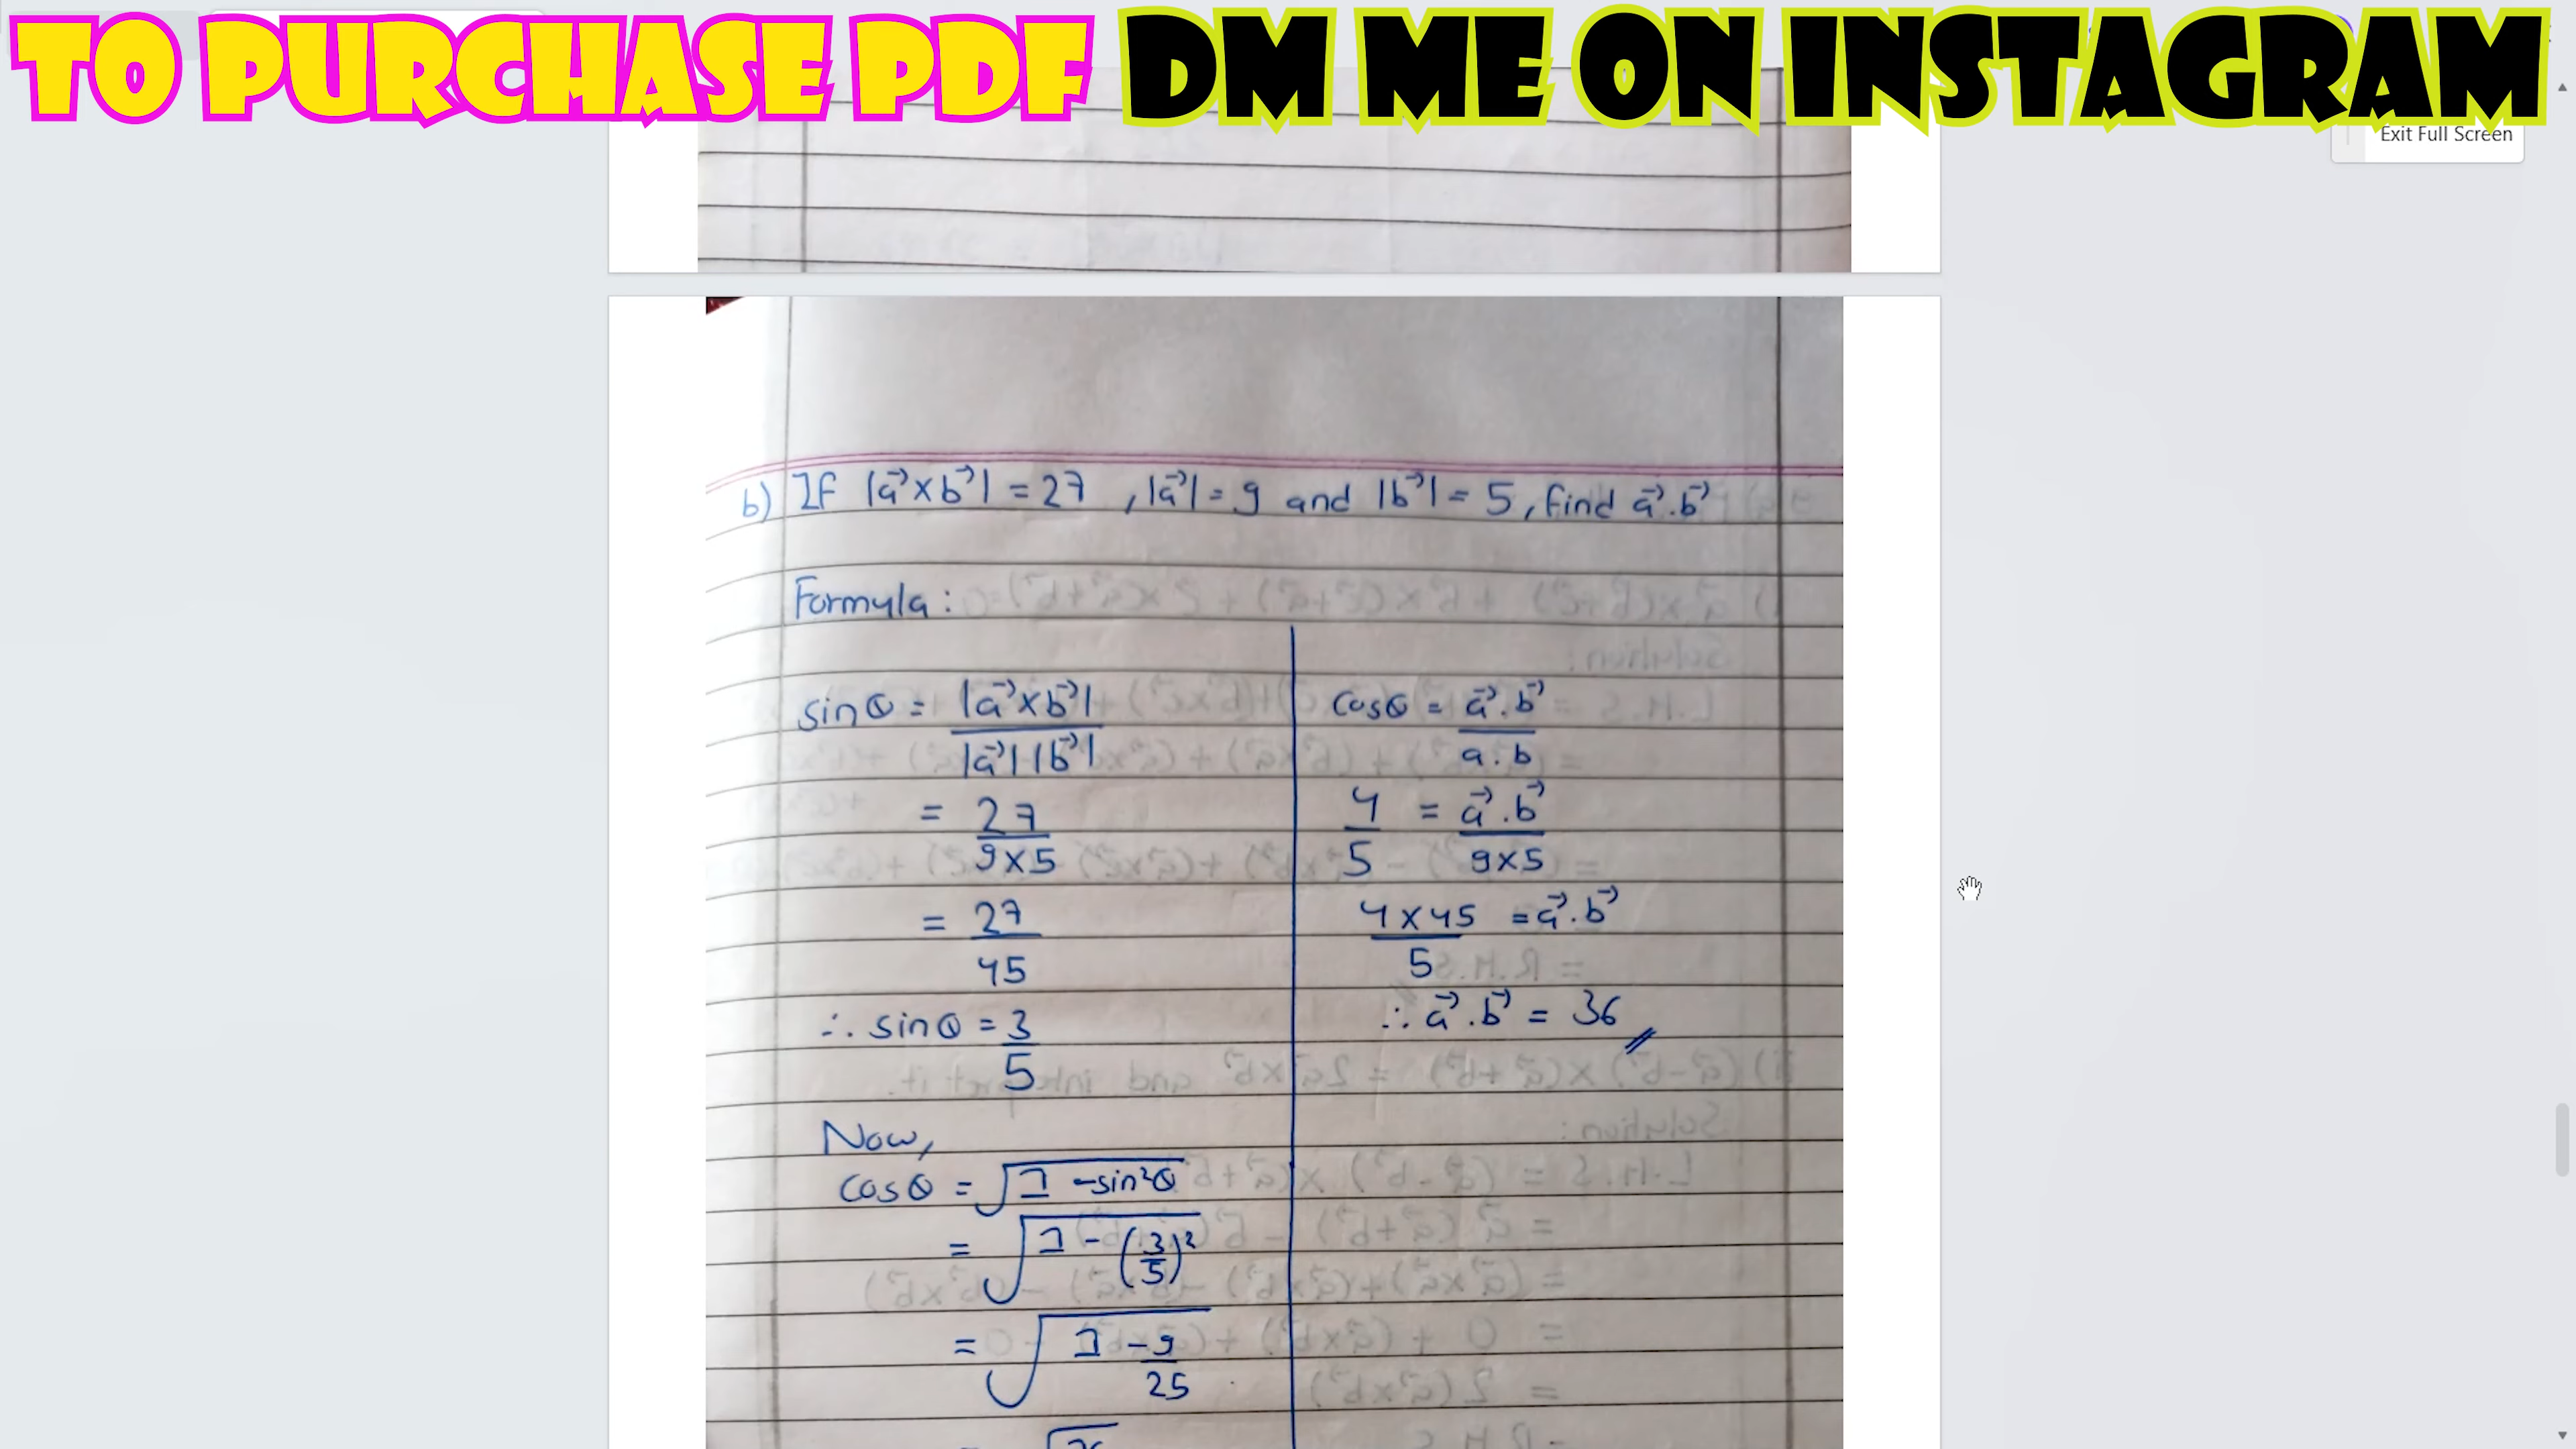 TO PURCHASE PDF DM ME ON INSTAGRAM
Exit Full Screen
b) If |a⃗×b⃗| = 27 , |a⃗| = 9 and |b⃗| = 5, find a⃗.b⃗
Formula:
sinθ = |a⃗×b⃗| / |a⃗||b⃗|
= 27 / 9×5
= 27 / 45
∴ sinθ = 3 / 5
Now,
cosθ = √(1 - sin²θ)
= √(1 - (3/5)²)
= √(1 - 9/25)
cosθ = a⃗.b⃗ / a.b
4 / 5 = a⃗.b⃗ / 9×5
4×45 / 5 = a⃗.b⃗
∴ a⃗.b⃗ = 36